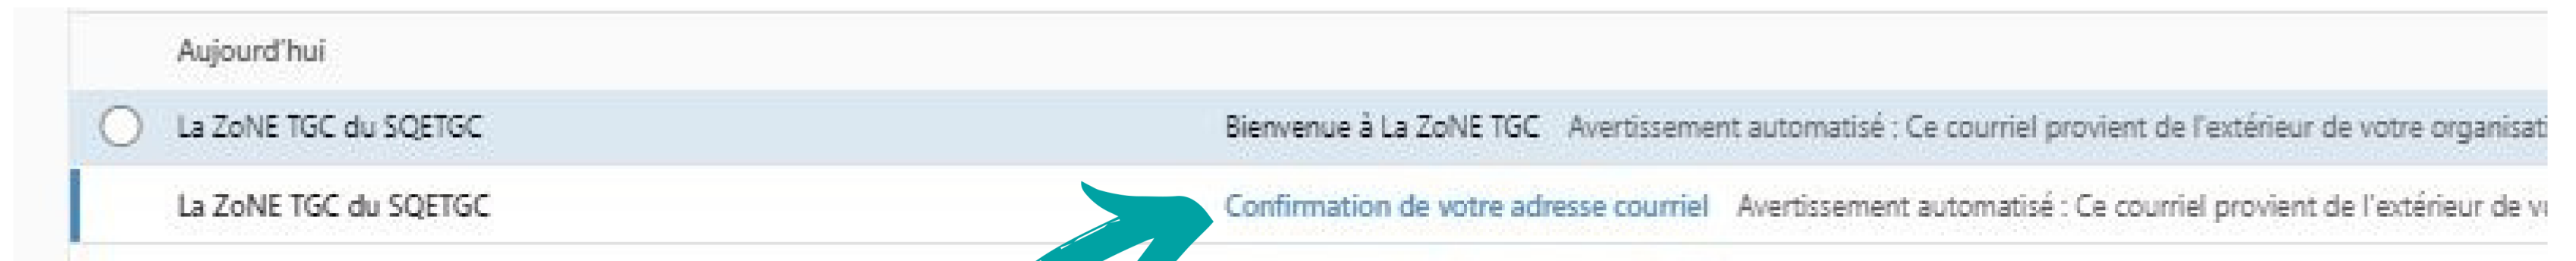 Aujourd'hui
La ZoNE TGC du SQETGC Bienvenue à La ZoNE TGC Avertissement automatisé : Ce courriel provient de l'extérieur de votre
La ZoNE TGC du SQETGC Confirmation de votre adresse courriel Avertissement automatisé : Ce courriel provient de l'extérieur de